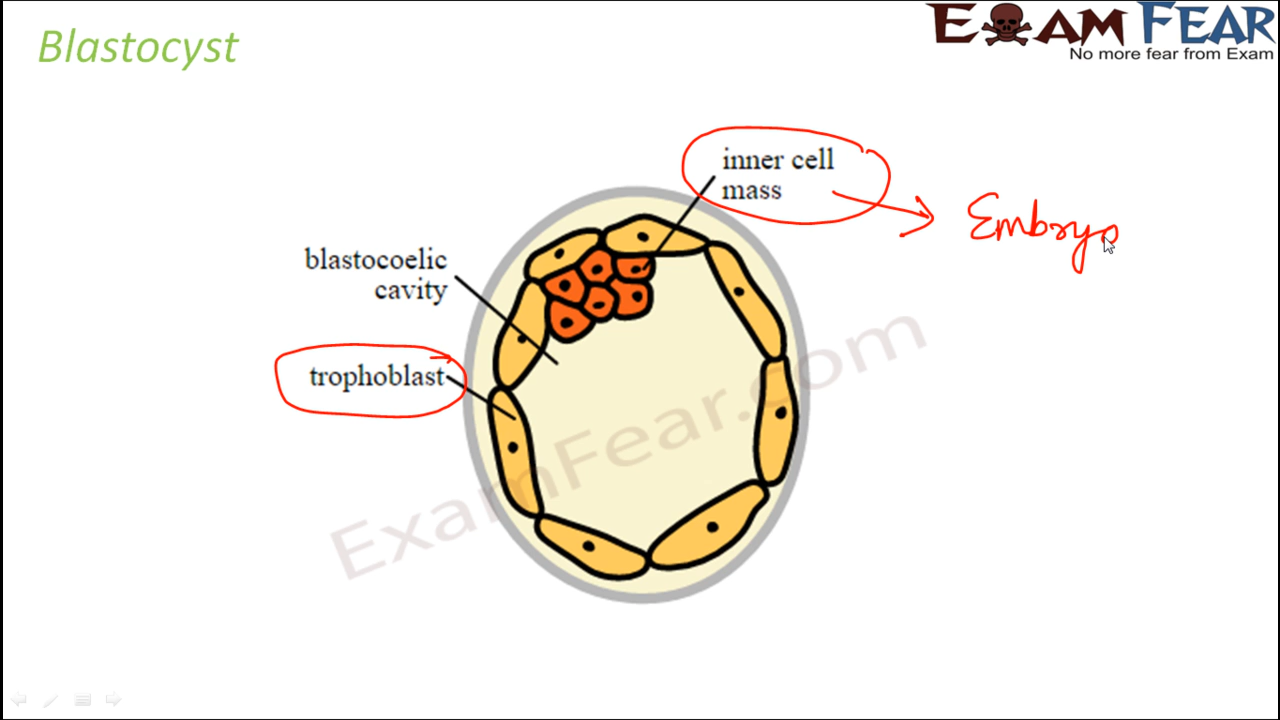 Blastocyst
EXAM FEAR
No more fear from Exam
inner cell
mass
Embryo
blastocoelic
cavity
trophoblast
ExamFear.com